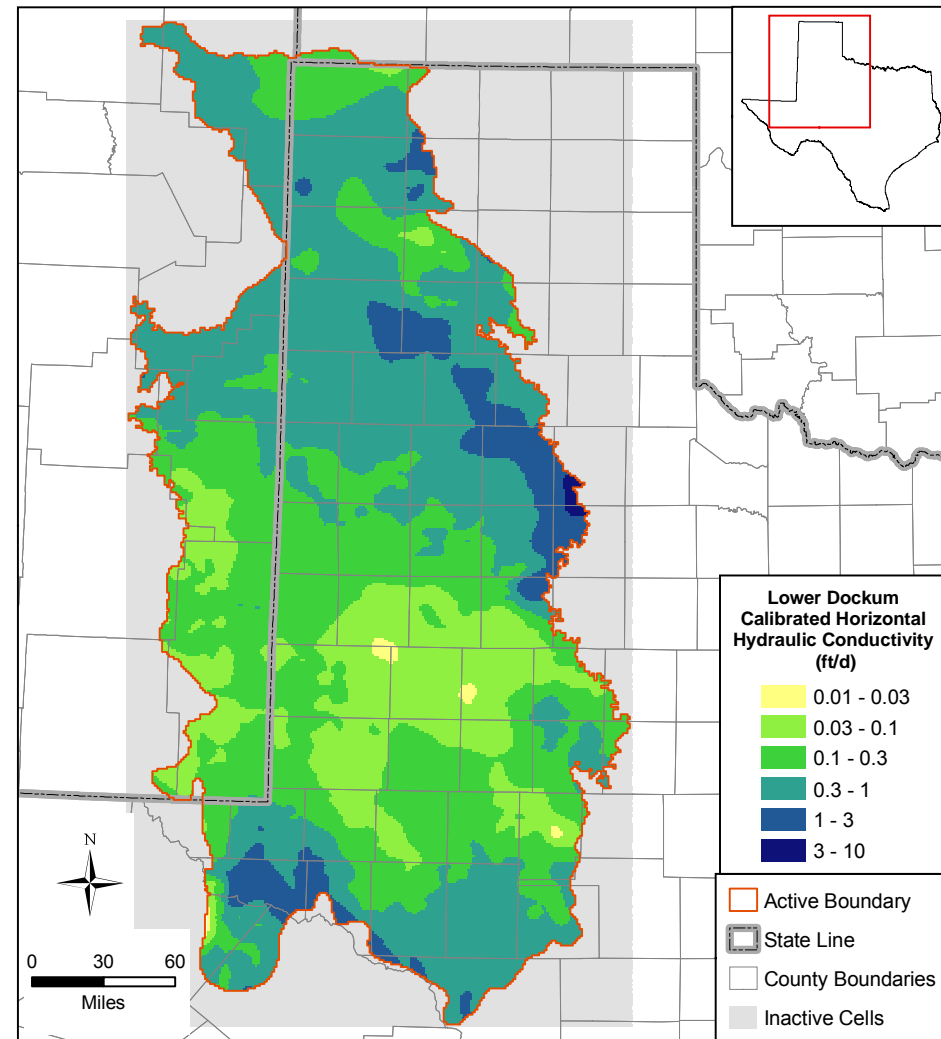 Lower Dockum
Calibrated Horizontal
Hydraulic Conductivity
(ft/d)
0.01 - 0.03
0.03 - 0.1
0.1 - 0.3
0.3 - 1
1 - 3
3 - 10
Active Boundary
State Line
County Boundaries
Inactive Cells
N
0 30 60
Miles